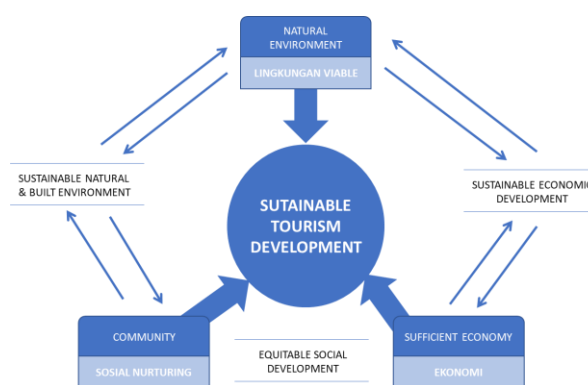 NATURAL
ENVIRONMENT
LINGKUNGAN VIABLE
SUSTAINABLE NATURAL
& BUILT ENVIRONMENT
SUSTAINABLE ECONOMIC
DEVELOPMENT
SUTAINABLE
TOURISM
DEVELOPMENT
COMMUNITY
SOSIAL NURTURING
EQUITABLE SOCIAL
DEVELOPMENT
SUFFICIENT ECONOMY
EKONOMI